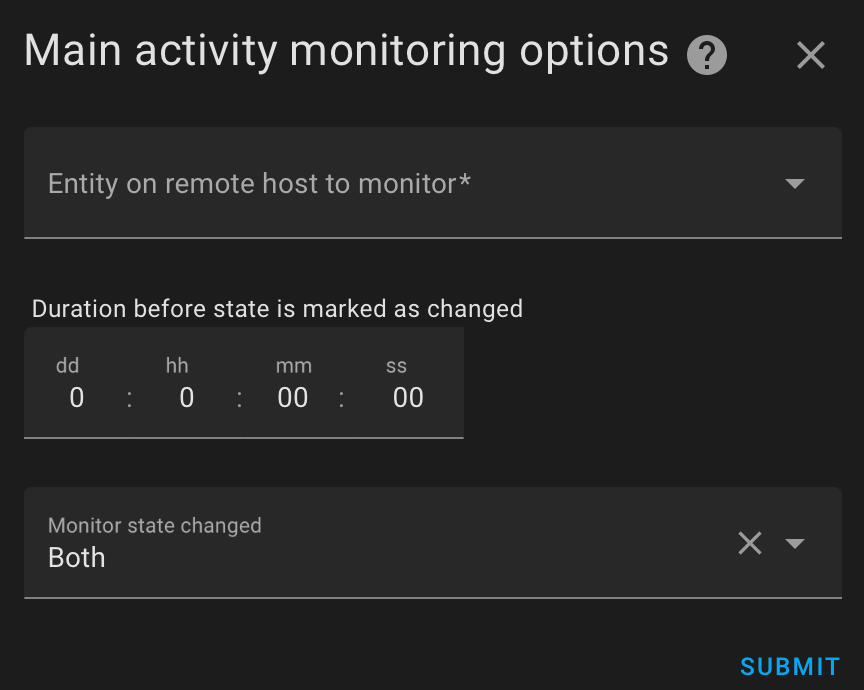 Main activity monitoring options
Entity on remote host to monitor*
Duration before state is marked as changed
dd hh mm ss
0 : 0 : 00 : 00
Monitor state changed
Both
SUBMIT